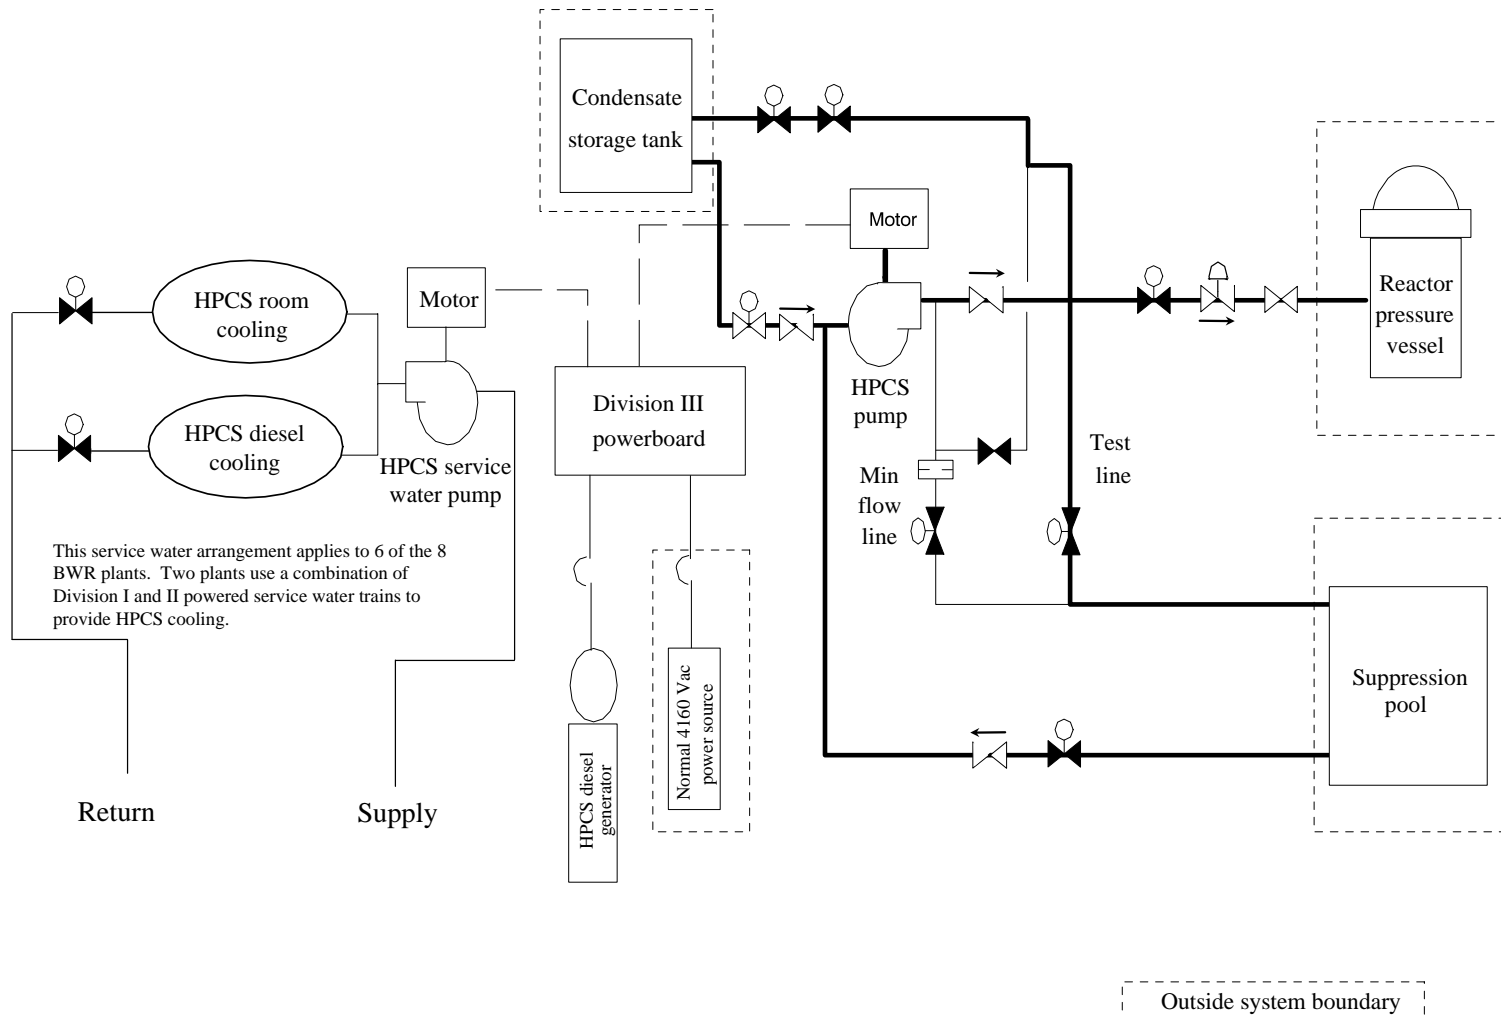 Condensate
storage tank
Motor
Reactor
pressure
vessel
HPCS room
cooling
Motor
HPCS
pump
HPCS diesel
cooling
HPCS service
water pump
Division III
powerboard
Test
line
Min
flow
line
This service water arrangement applies to 6 of the 8
BWR plants. Two plants use a combination of
Division I and II powered service water trains to
provide HPCS cooling.
Return
Supply
HPCS diesel
generator
Normal 4160 Vac
power source
Suppression
pool
Outside system boundary